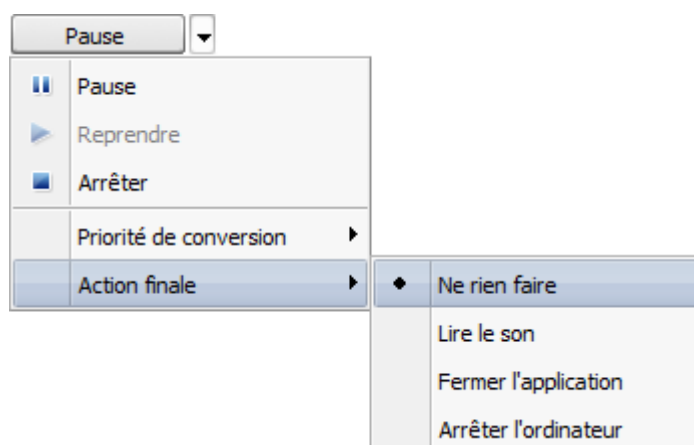 Pause
Pause
Reprendre
Arrêter
Priorité de conversion
Action finale
Ne rien faire
Lire le son
Fermer l'application
Arrêter l'ordinateur